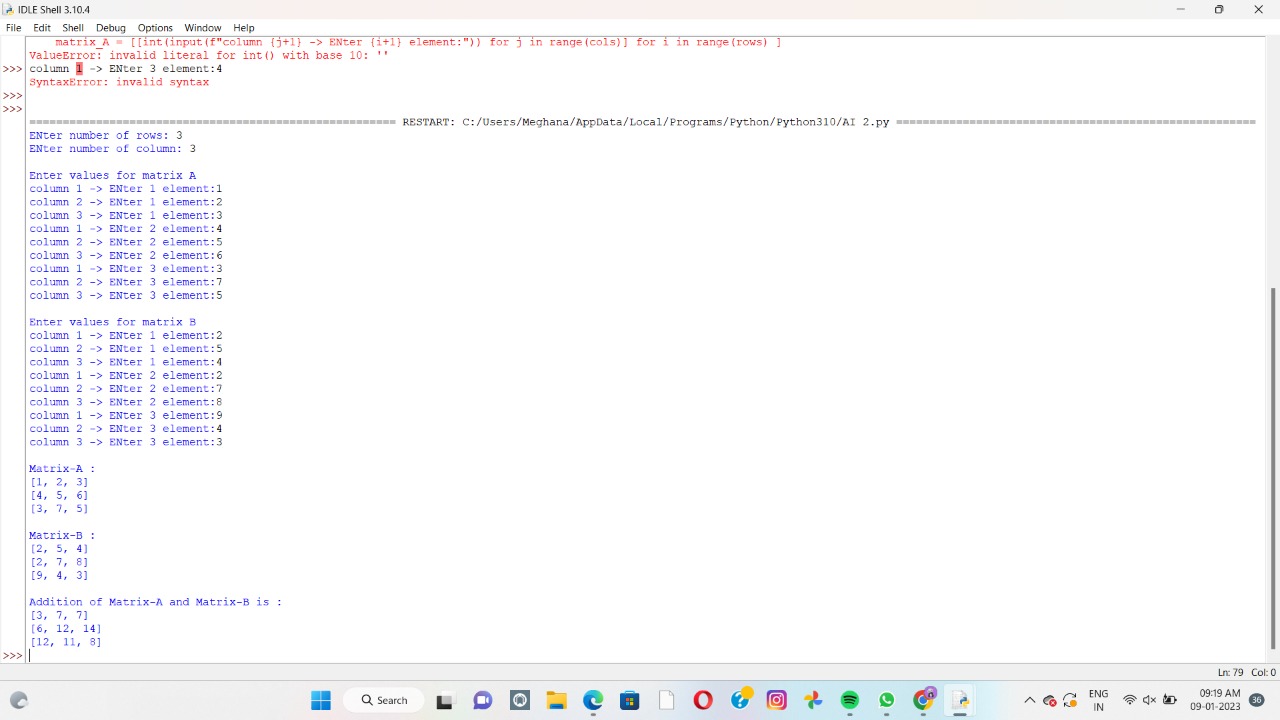 IDLE Shell 3.10.4
File Edit Shell Debug Options Window Help
matrix_A = [[int(input(f"column {j+1} -> ENter {i+1} element:")) for j in range(cols)] for i in range(rows) ]
ValueError: invalid literal for int() with base 10: ''
>>> column 1 -> ENter 3 element:4
SyntaxError: invalid syntax
>>>
>>>
====================================================== RESTART: C:/Users/Meghana/AppData/Local/Programs/Python/Python310/AI 2.py ======================================================
ENter number of rows: 3
ENter number of column: 3
Enter values for matrix A
column 1 -> ENter 1 element:1
column 2 -> ENter 1 element:2
column 3 -> ENter 1 element:3
column 1 -> ENter 2 element:4
column 2 -> ENter 2 element:5
column 3 -> ENter 2 element:6
column 1 -> ENter 3 element:3
column 2 -> ENter 3 element:7
column 3 -> ENter 3 element:5
Enter values for matrix B
column 1 -> ENter 1 element:2
column 2 -> ENter 1 element:5
column 3 -> ENter 1 element:4
column 1 -> ENter 2 element:2
column 2 -> ENter 2 element:7
column 3 -> ENter 2 element:8
column 1 -> ENter 3 element:9
column 2 -> ENter 3 element:4
column 3 -> ENter 3 element:3
Matrix-A :
[1, 2, 3]
[4, 5, 6]
[3, 7, 5]
Matrix-B :
[2, 5, 4]
[2, 7, 8]
[9, 4, 3]
Addition of Matrix-A and Matrix-B is :
[3, 7, 7]
[6, 12, 14]
[12, 11, 8]
>>>
Ln: 79 Col: 0
Search
ENG
IN
09:19 AM
09-01-2023
36